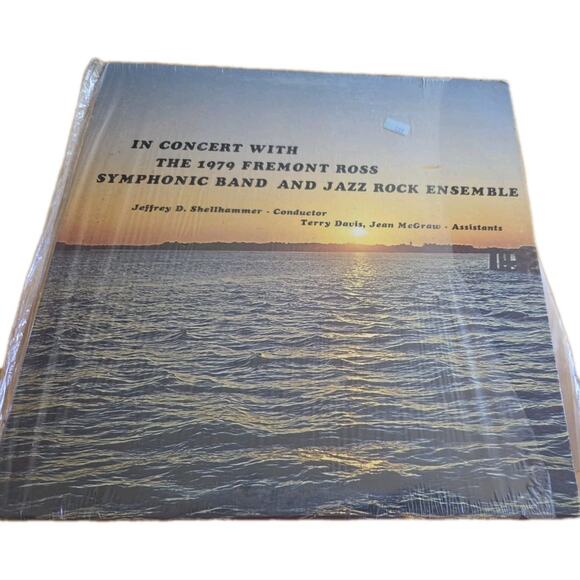 IN CONCERT WITH
THE 1979 FREMONT ROSS
SYMPHONIC BAND AND JAZZ ROCK ENSEMBLE
Jeffrey D. Shellhammer - Conductor
Terry Davis, Jean McGraw - Assistants